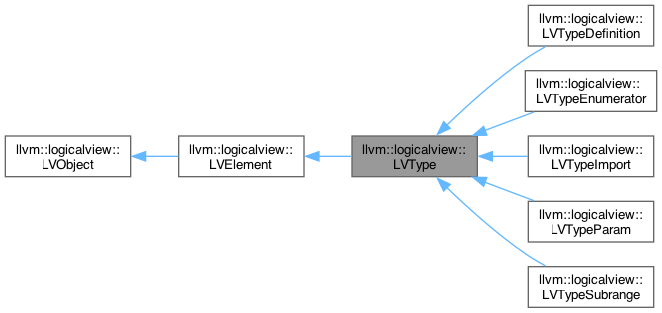 llvm::logicalview::
LVObject
llvm::logicalview::
LVElement
llvm::logicalview::
LVType
llvm::logicalview::
LVTypeDefinition
llvm::logicalview::
LVTypeEnumerator
llvm::logicalview::
LVTypeImport
llvm::logicalview::
LVTypeParam
llvm::logicalview::
LVTypeSubrange